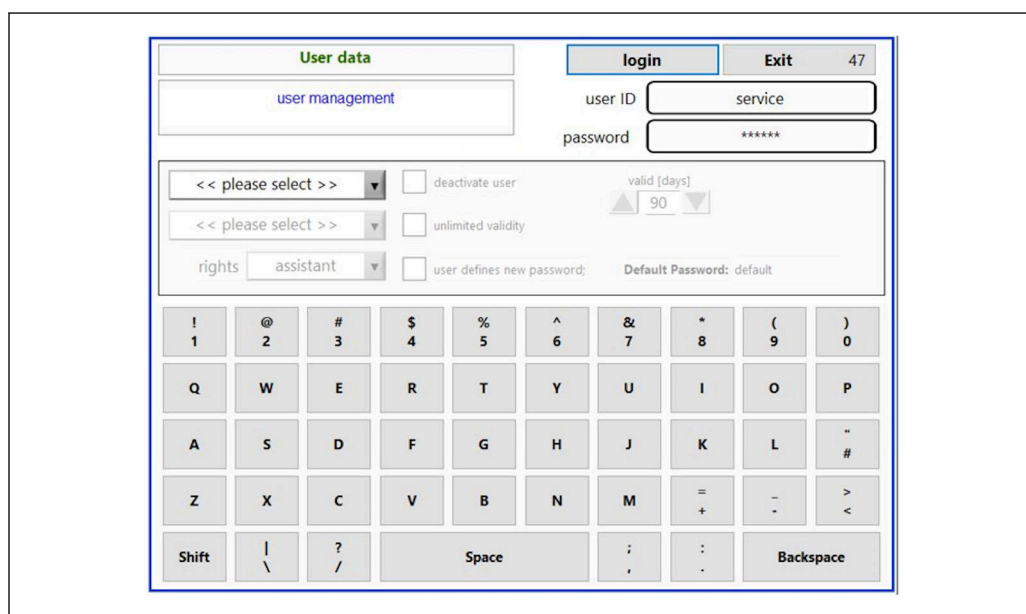 User data
login
Exit 47
user management
user ID service
password ******
<< please select >>
deactivate user
valid [days]
90
<< please select >>
unlimited validity
rights assistant
user defines new password;
Default Password: default
! @ # $ % ^ & * ( )
1 2 3 4 5 6 7 8 9 0
Q W E R T Y U I O P
A S D F G H J K L " #
Z X C V B N M = + _ - > <
Shift | \ ? / Space ; , : . Backspace